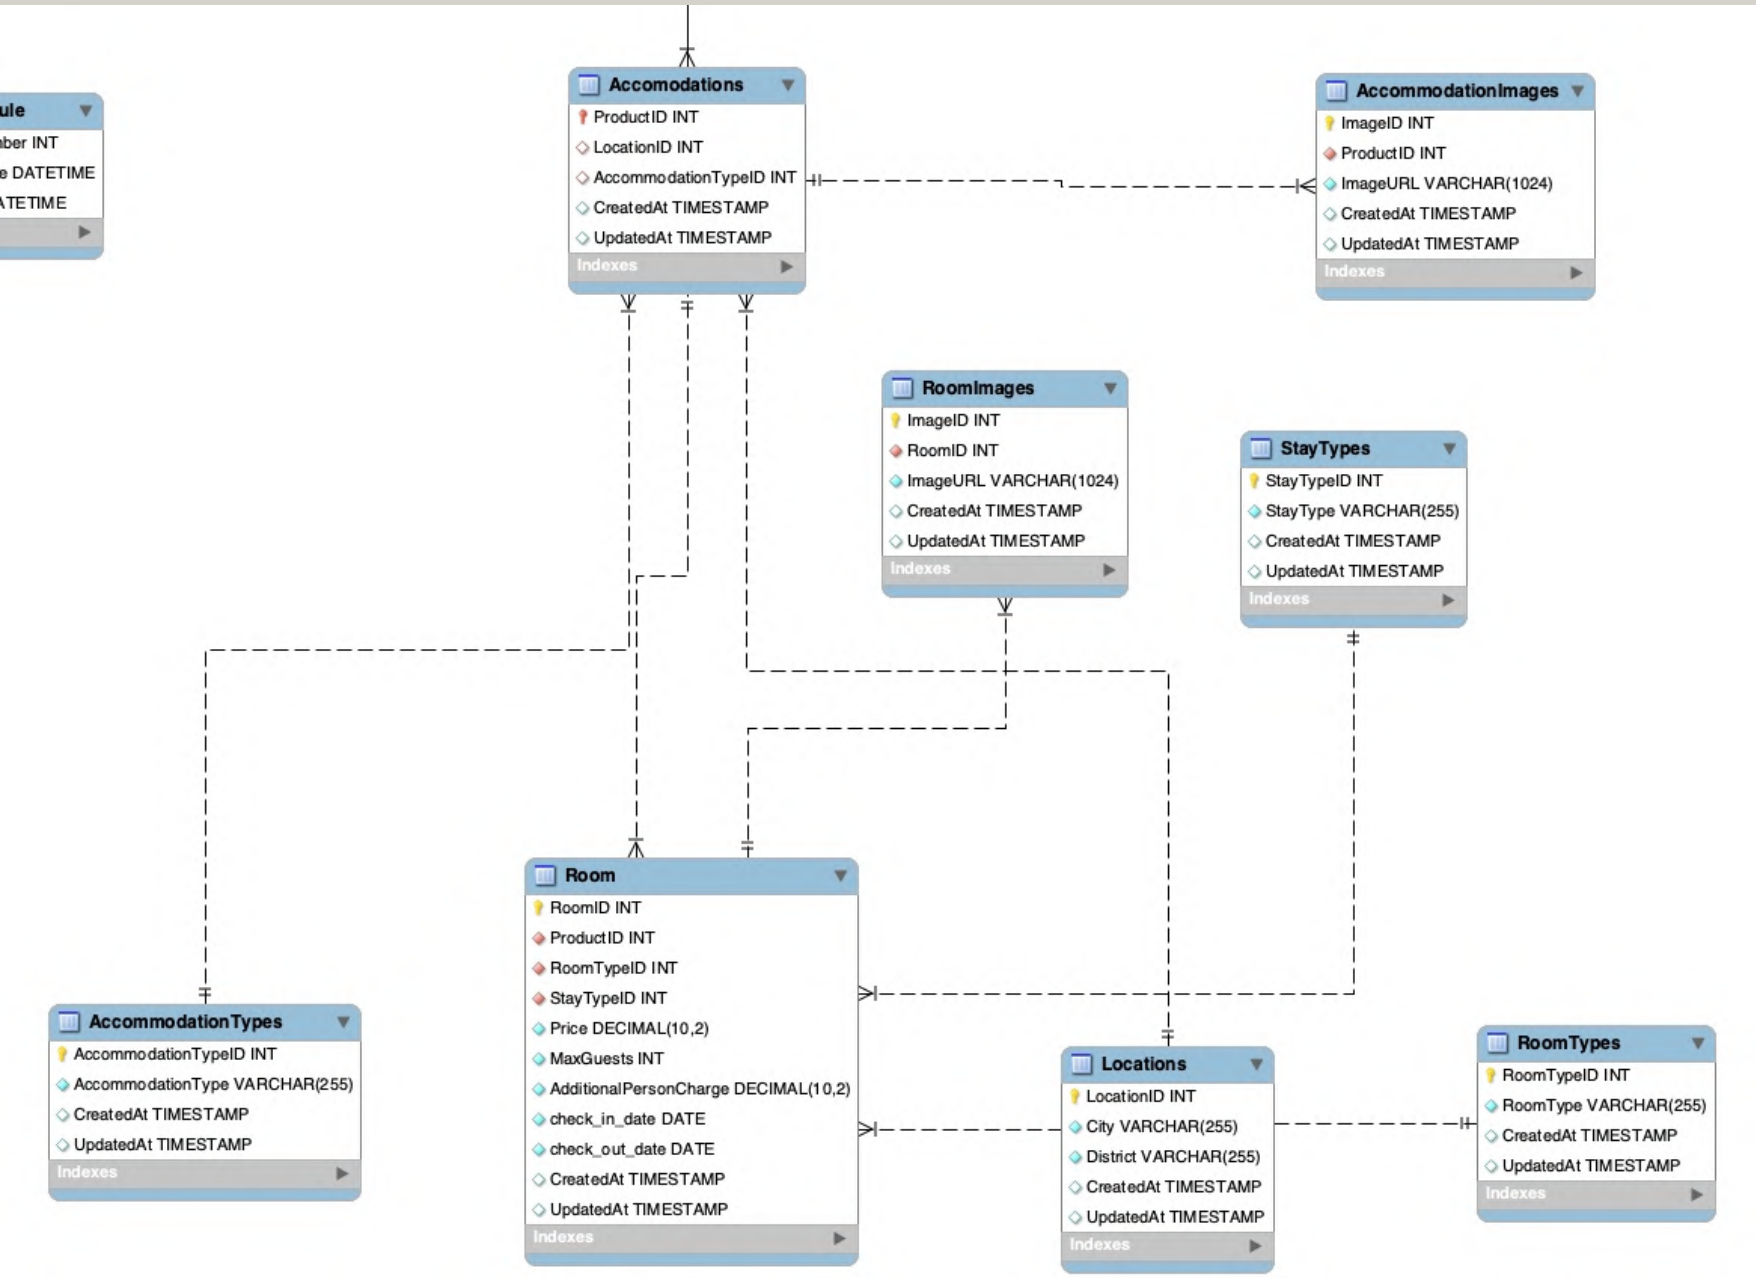 ule
nber INT
e DATETIME
ATETIME
Accomodations
ProductID INT
LocationID INT
AccommodationTypeID INT
CreatedAt TIMESTAMP
UpdatedAt TIMESTAMP
Indexes
AccommodationImages
ImageID INT
ProductID INT
ImageURL VARCHAR(1024)
CreatedAt TIMESTAMP
UpdatedAt TIMESTAMP
Indexes
RoomImages
ImageID INT
RoomID INT
ImageURL VARCHAR(1024)
CreatedAt TIMESTAMP
UpdatedAt TIMESTAMP
Indexes
StayTypes
StayTypeID INT
StayType VARCHAR(255)
CreatedAt TIMESTAMP
UpdatedAt TIMESTAMP
Indexes
AccommodationTypes
AccommodationTypeID INT
AccommodationType VARCHAR(255)
CreatedAt TIMESTAMP
UpdatedAt TIMESTAMP
Indexes
Room
RoomID INT
ProductID INT
RoomTypeID INT
StayTypeID INT
Price DECIMAL(10,2)
MaxGuests INT
AdditionalPersonCharge DECIMAL(10,2)
check_in_date DATE
check_out_date DATE
CreatedAt TIMESTAMP
UpdatedAt TIMESTAMP
Indexes
Locations
LocationID INT
City VARCHAR(255)
District VARCHAR(255)
CreatedAt TIMESTAMP
UpdatedAt TIMESTAMP
Indexes
RoomTypes
RoomTypeID INT
RoomType VARCHAR(255)
CreatedAt TIMESTAMP
UpdatedAt TIMESTAMP
Indexes